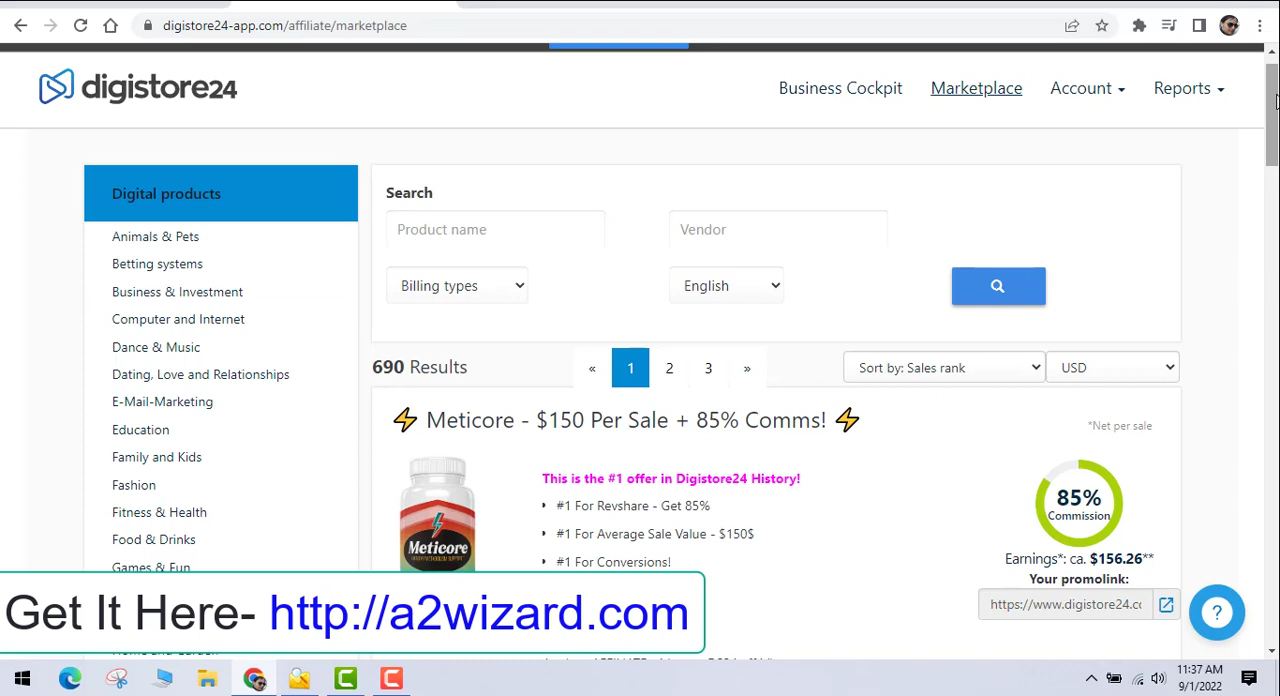 digistore24-app.com/affiliate/marketplace
digistore24
Business Cockpit
Marketplace
Account
Reports
Digital products
Animals & Pets
Betting systems
Business & Investment
Computer and Internet
Dance & Music
Dating, Love and Relationships
E-Mail-Marketing
Education
Family and Kids
Fashion
Fitness & Health
Food & Drinks
Games & Fun
Search
Product name
Vendor
Billing types
English
690 Results
« 1 2 3 »
Sort by: Sales rank
USD
⚡ Meticore - $150 Per Sale + 85% Comms! ⚡
*Net per sale
This is the #1 offer in Digistore24 History!
#1 For Revshare - Get 85%
#1 For Average Sale Value - $150$
#1 For Conversions!
Meticore
85%
Commission
Earnings*: ca. $156.26**
Your promolink:
https://www.digistore24.cc
?
Get It Here- http://a2wizard.com
11:37 AM
9/1/2022